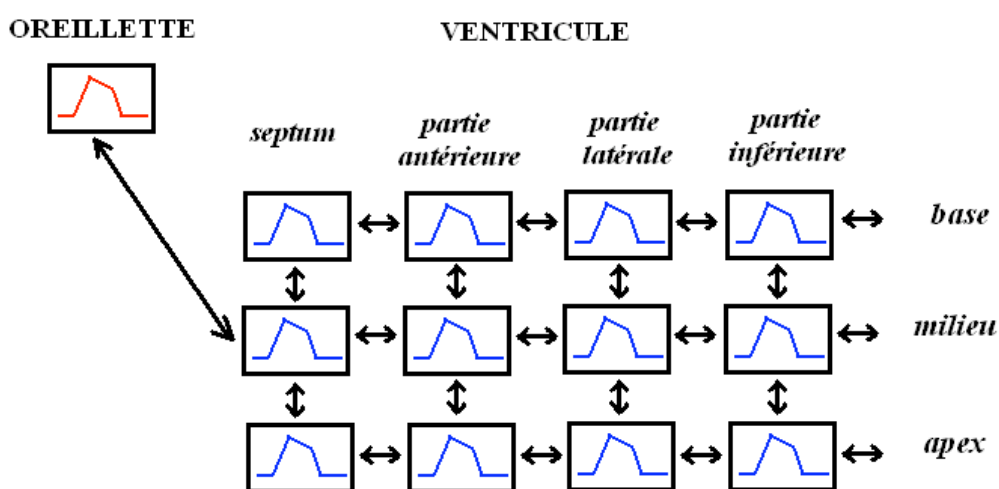 OREILLETTE
VENTRICULE
septum
partie
antérieure
partie
latérale
partie
inférieure
base
milieu
apex